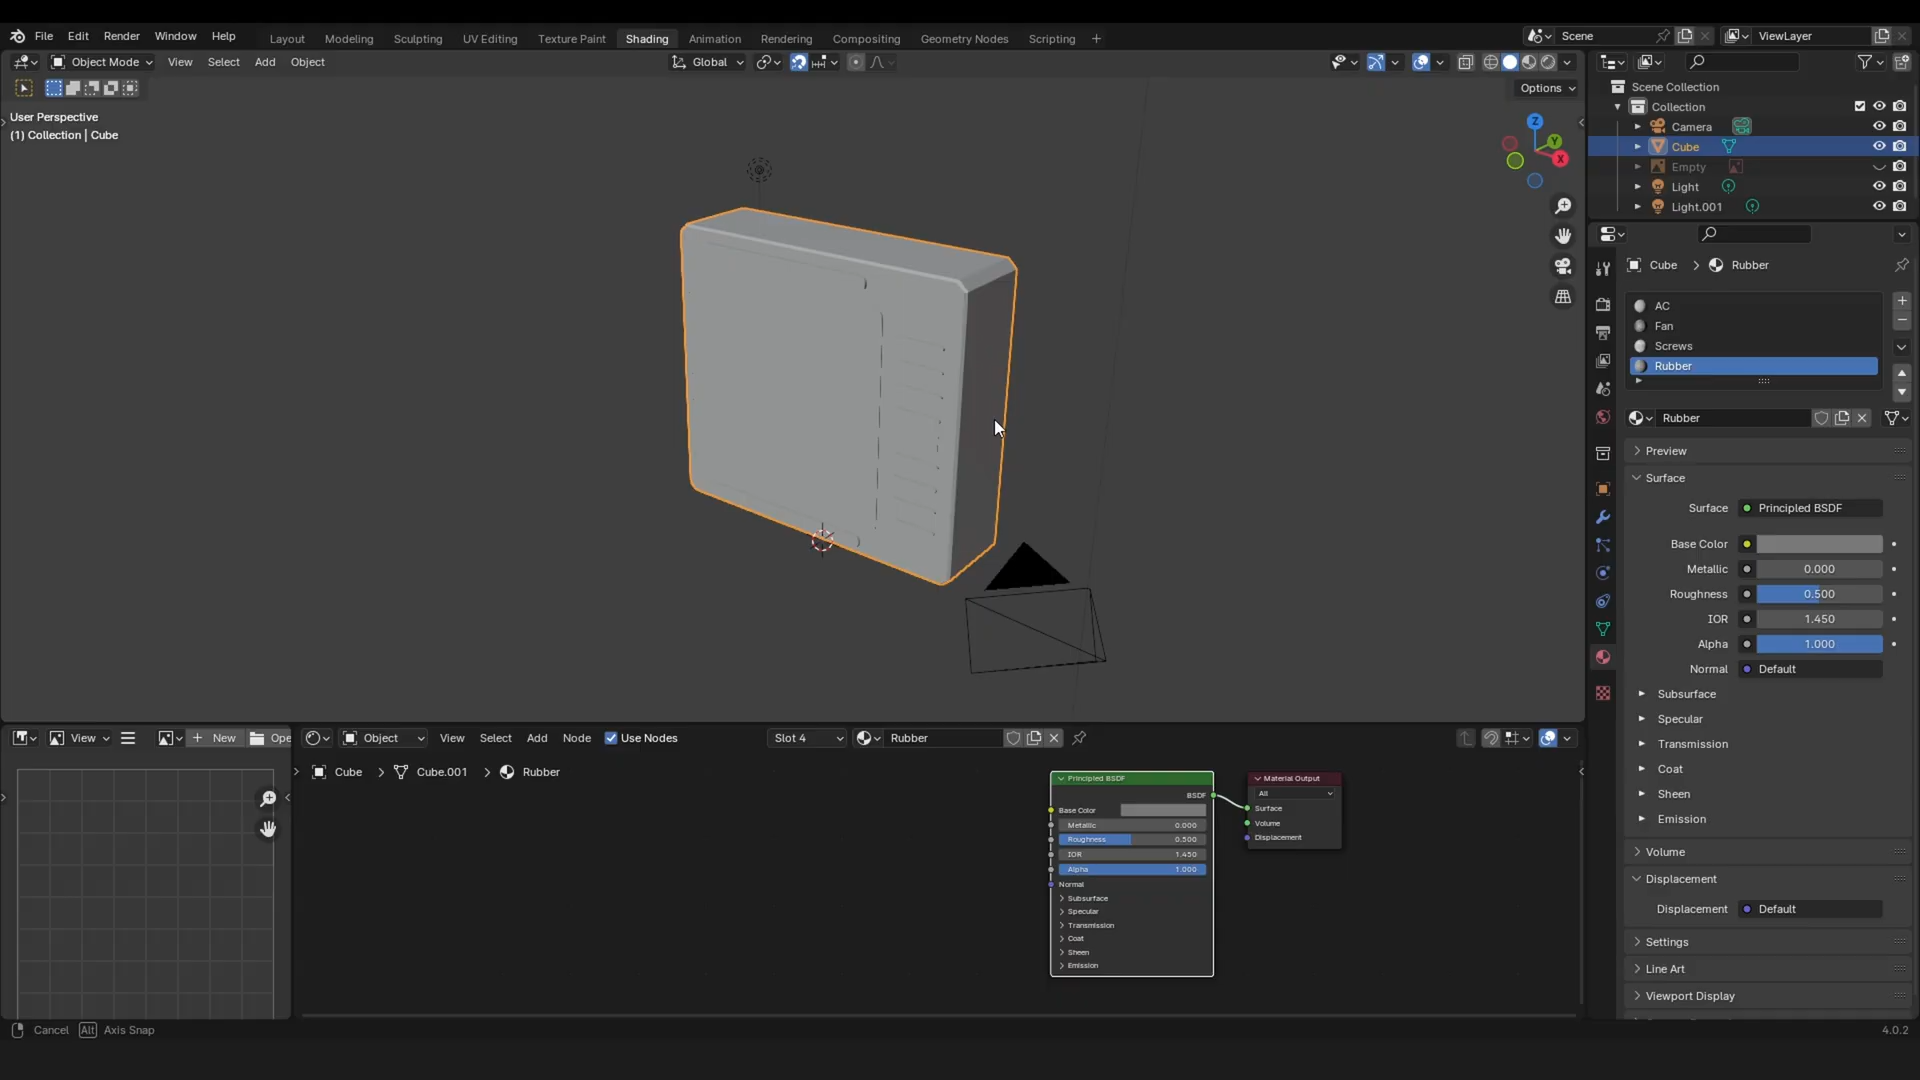 File Edit Render Window Help Layout Modeling Sculpting UV Editing Texture Paint Shading Animation Rendering Compositing Geometry Nodes Scripting + Scene ViewLayer
Object Mode View Select Add Object Global
Options
User Perspective
(1) Collection | Cube
Z
Y
X
Scene Collection
Collection
Camera
Cube
Empty
Light
Light.001
Cube > Rubber
AC
Fan
Screws
Rubber
Rubber
Preview
Surface
Surface Principled BSDF
Base Color
Metallic 0.000
Roughness 0.500
IOR 1.450
Alpha 1.000
Normal Default
Subsurface
Specular
Transmission
Coat
Sheen
Emission
Volume
Displacement
Displacement Default
Settings
Line Art
Viewport Display
View + New Ope
Object View Select Add Node Use Nodes Slot 4 Rubber
Cube > Cube.001 > Rubber
Principled BSDF
BSDF
Base Color
Metallic 0.000
Roughness 0.500
IOR 1.450
Alpha 1.000
Normal
Subsurface
Specular
Transmission
Coat
Sheen
Emission
Material Output
All
Surface
Volume
Displacement
Cancel Alt Axis Snap 4.0.2